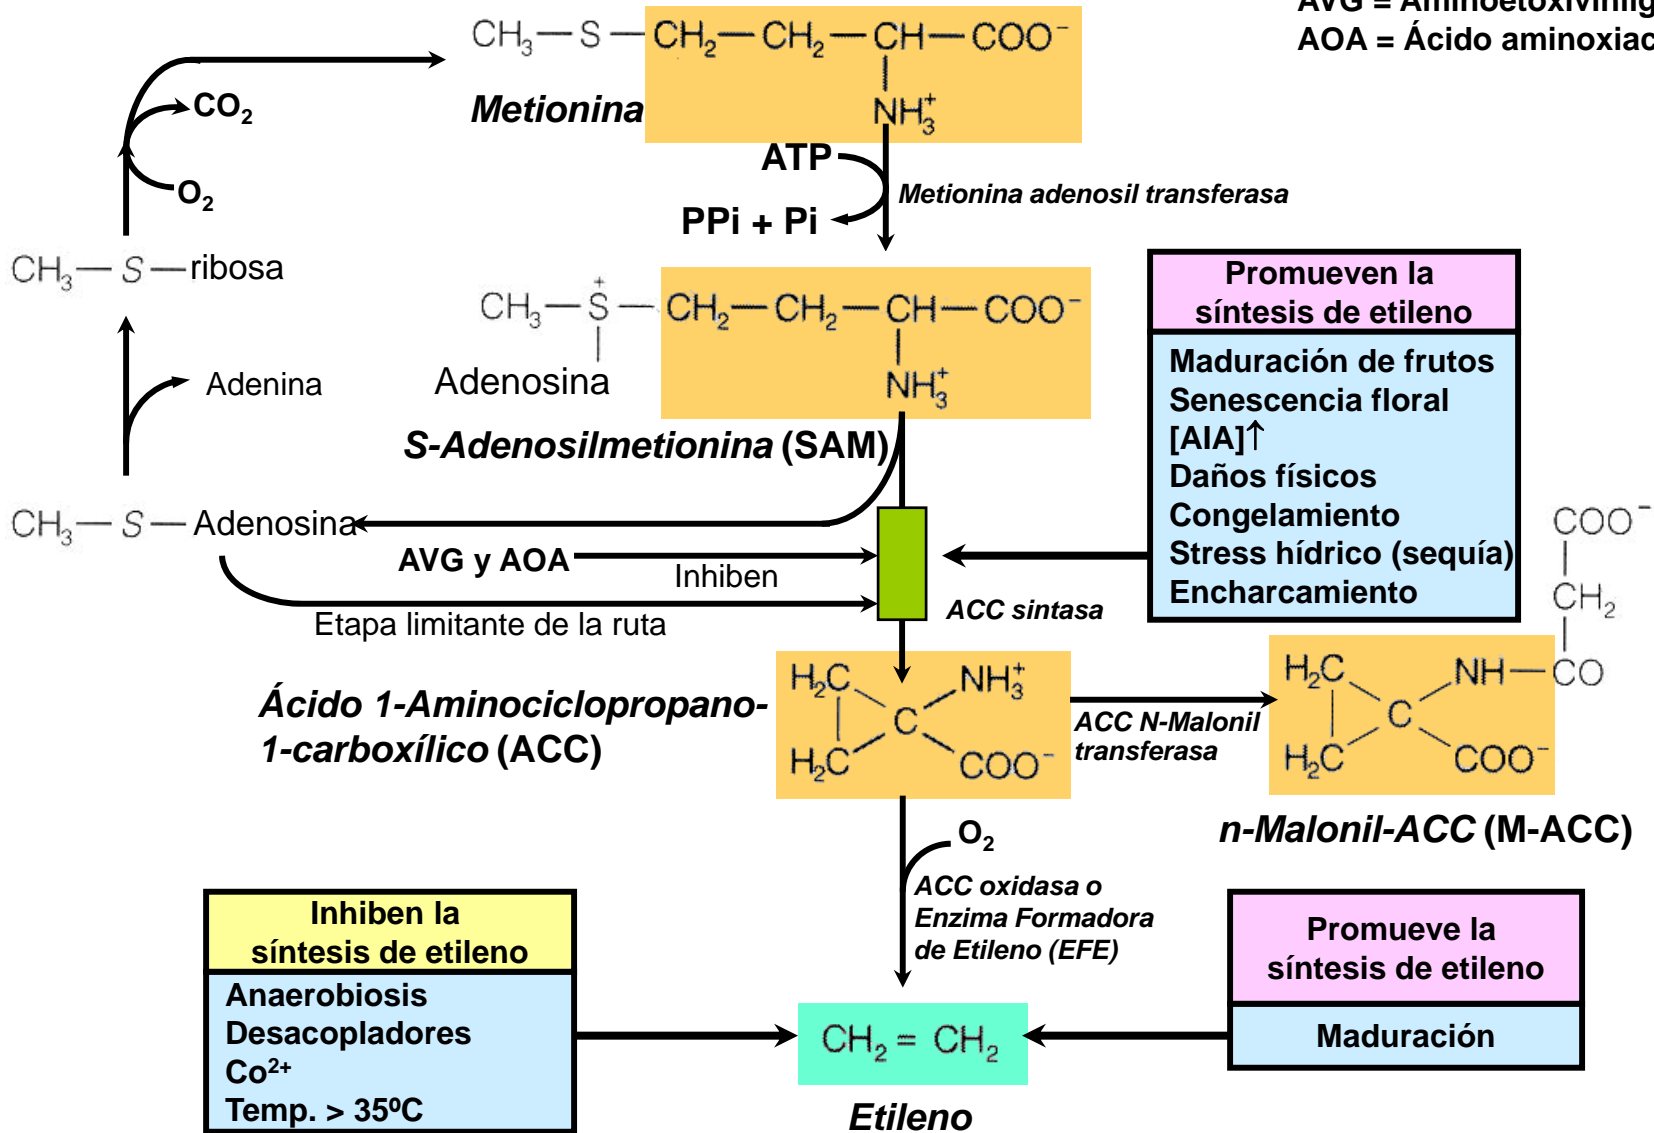 AVG = Aminoetoxivinilg
AOA = Ácido aminoxiac
CH₃—S—CH₂—CH₂—CH—COO⁻
NH₃⁺
Metionina
CO₂
O₂
ATP
PPi + Pi
Metionina adenosil transferasa
CH₃—S—ribosa
CH₃—S⁺—CH₂—CH₂—CH—COO⁻
Adenosina
NH₃⁺
S-Adenosilmetionina (SAM)
Adenina
Promueven la
síntesis de etileno
Maduración de frutos
Senescencia floral
[AIA]↑
Daños físicos
Congelamiento
Stress hídrico (sequía)
Encharcamiento
CH₃—S—Adenosina
AVG y AOA
Inhiben
Etapa limitante de la ruta
ACC sintasa
Ácido 1-Aminociclopropano-
1-carboxílico (ACC)
H₂C
NH₃⁺
C
H₂C
COO⁻
ACC N-Malonil
transferasa
COO⁻
CH₂
H₂C
NH—CO
C
H₂C
COO⁻
n-Malonil-ACC (M-ACC)
O₂
ACC oxidasa o
Enzima Formadora
de Etileno (EFE)
Inhiben la
síntesis de etileno
Anaerobiosis
Desacopladores
Co²⁺
Temp. > 35ºC
CH₂ = CH₂
Etileno
Promueve la
síntesis de etileno
Maduración